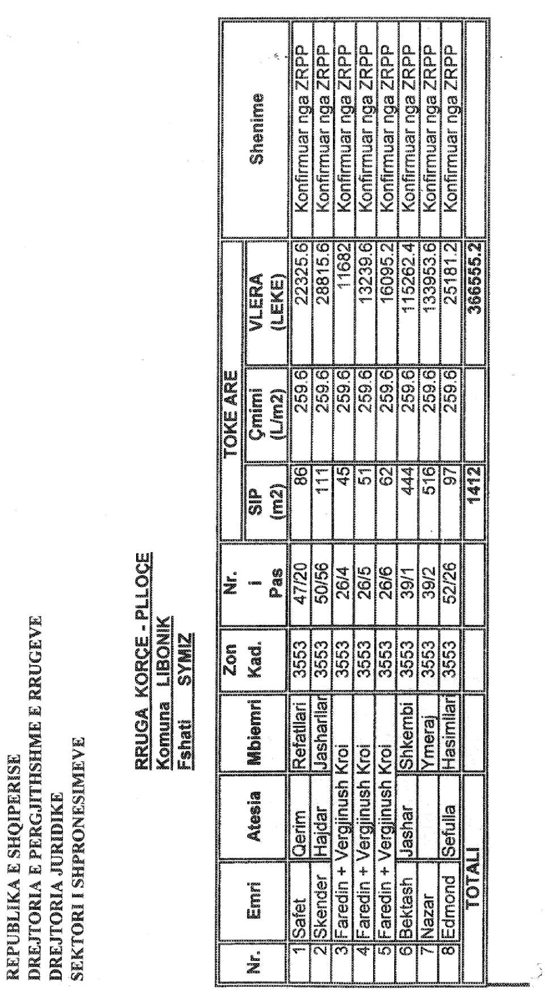 REPUBLIKA E SHQIPERISE
DREJTORIA E PERGJITHSHME E RRUGEVE
DREJTORIA JURIDIKE
SEKTORI I SHPRONESIMEVE
RRUGA KORÇE - PLLOÇE
Komuna LIBONIK
Fshati SYMIZ
Nr. Emri Atesia Mbiemri Zon Kad. Nr. i Pas TOKE ARE Shenime
SIP (m2) Çmimi (L/m2) VLERA (LEKE)
1 Safet Qerim Refatllari 3553 47/20 86 259.6 22325.6 Konfirmuar nga ZRPP
2 Skender Hajdar Jasharllar 3553 50/56 111 259.6 28815.6 Konfirmuar nga ZRPP
3 Faredin + Vergjinush Kroi 3553 26/4 45 259.6 11682 Konfirmuar nga ZRPP
4 Faredin + Vergjinush Kroi 3553 26/5 51 259.6 13239.6 Konfirmuar nga ZRPP
5 Faredin + Vergjinush Kroi 3553 26/6 62 259.6 16095.2 Konfirmuar nga ZRPP
6 Bektash Jashar Shkembi 3553 39/1 444 259.6 115262.4 Konfirmuar nga ZRPP
7 Nazar Ymeraj 3553 39/2 516 259.6 133953.6 Konfirmuar nga ZRPP
8 Edmond Sefulla Hasimllari 3553 52/26 97 259.6 25181.2 Konfirmuar nga ZRPP
TOTALI 1412 366555.2